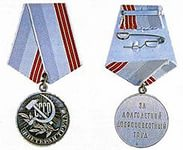 СССР
ВЕТЕРАН ТРУДА
ЗА
ДОЛГОЛЕТНИЙ
ДОБРОСОВЕСТНЫЙ
ТРУД